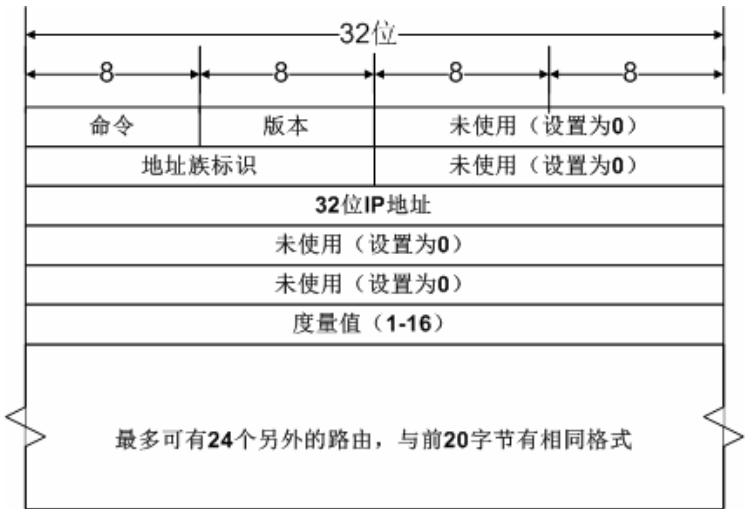 32位
8 8 8 8
命令 版本 未使用（设置为0）
地址族标识 未使用（设置为0）
32位IP地址
未使用（设置为0）
未使用（设置为0）
度量值（1-16）
最多可有24个另外的路由，与前20字节有相同格式